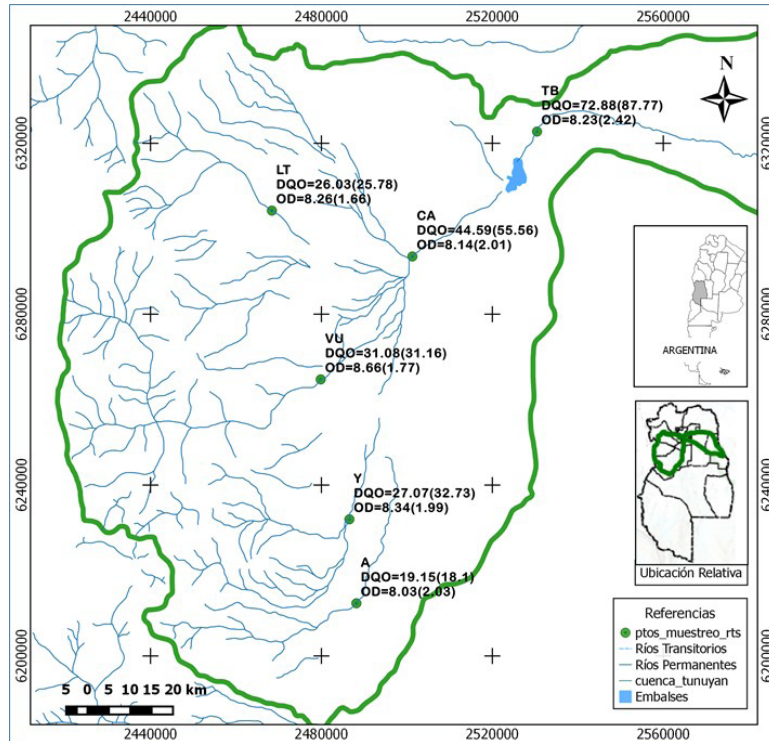 2440000 2480000 2520000 2560000
N
6320000
6320000
TB
DQO=72.88(87.77)
OD=8.23(2.42)
LT
DQO=26.03(25.78)
OD=8.26(1.66)
CA
DQO=44.59(55.56)
OD=8.14(2.01)
6280000
6280000
VU
DQO=31.08(31.16)
OD=8.66(1.77)
ARGENTINA
6240000
6240000
Y
DQO=27.07(32.73)
OD=8.34(1.99)
A
DQO=19.15(18.1)
OD=8.03(2.03)
Ubicación Relativa
6200000
6200000
Referencias
ptos_muestreo_rts
Ríos Transitorios
Ríos Permanentes
cuenca_tunuyan
Embalses
5 0 5 10 15 20 km
2440000 2480000 2520000 2560000